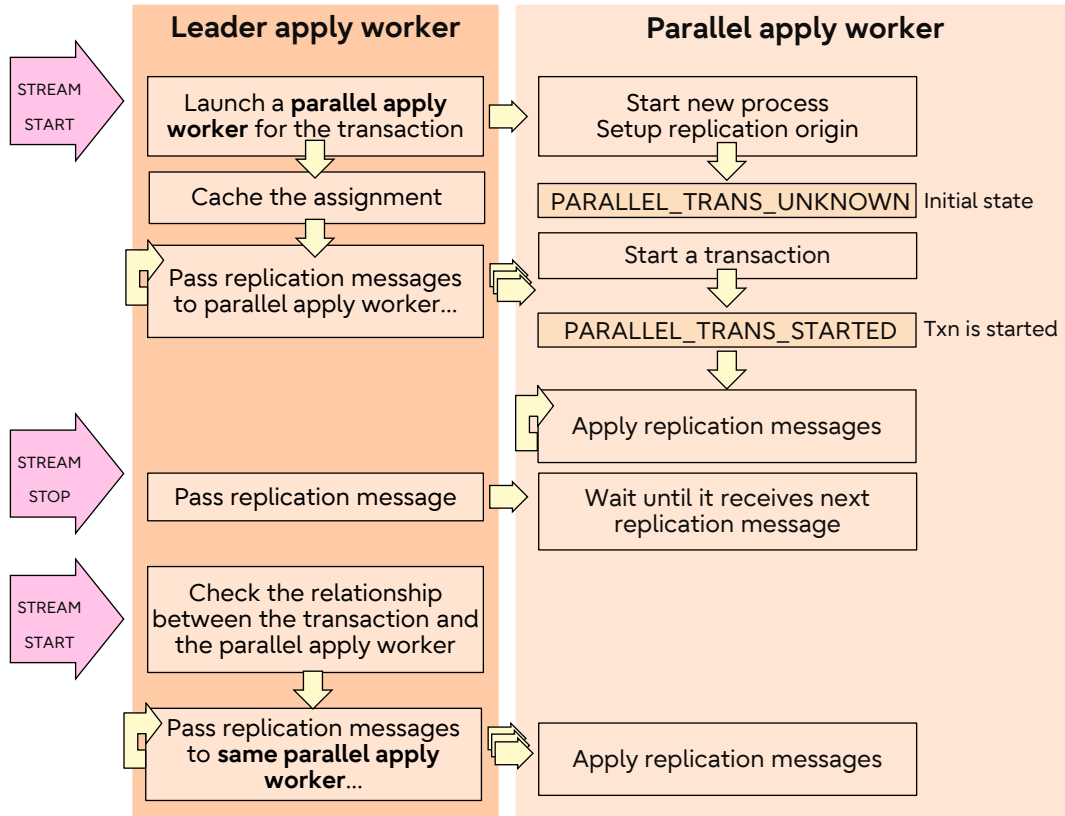 Leader apply worker
Parallel apply worker
STREAM
START
Launch a parallel apply
worker for the transaction
Start new process
Setup replication origin
Cache the assignment
PARALLEL_TRANS_UNKNOWN
Initial state
Pass replication messages
to parallel apply worker...
Start a transaction
PARALLEL_TRANS_STARTED
Txn is started
Apply replication messages
STREAM
STOP
Pass replication message
Wait until it receives next
replication message
STREAM
START
Check the relationship
between the transaction and
the parallel apply worker
Pass replication messages
to same parallel apply
worker...
Apply replication messages